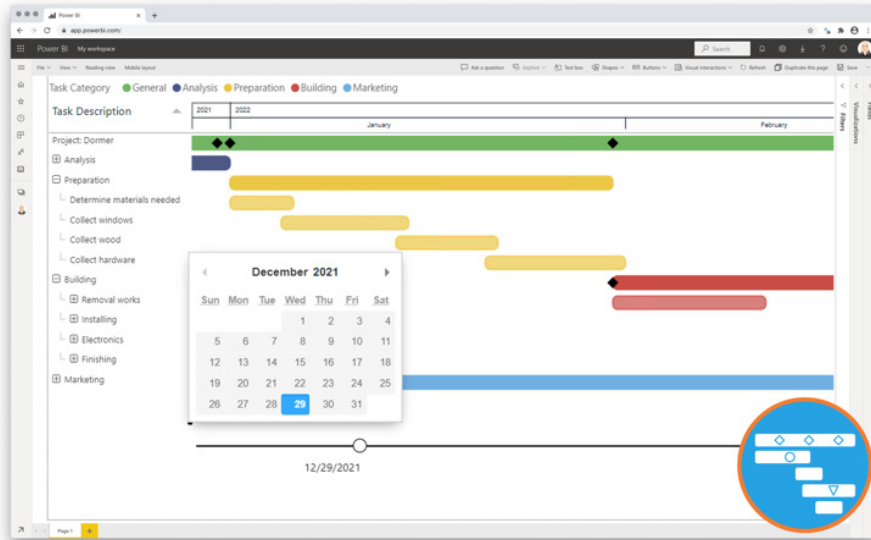 Power BI
app.powerbi.com/
Power BI My workspace
Search
File View Reading view Mobile layout
Ask a question Explore Text box Shapes Buttons Visual interactions Refresh Duplicate this page Save
Task Category General Analysis Preparation Building Marketing
Task Description
2021 2022
January February
Filters
Visualizations
Project: Dormer
Analysis
Preparation
Determine materials needed
Collect windows
Collect wood
Collect hardware
Building
Removal works
Installing
Electronics
Finishing
Marketing
December 2021
Sun Mon Tue Wed Thu Fri Sat
1 2 3 4
5 6 7 8 9 10 11
12 13 14 15 16 17 18
19 20 21 22 23 24 25
26 27 28 29 30 31
12/29/2021
Page 1